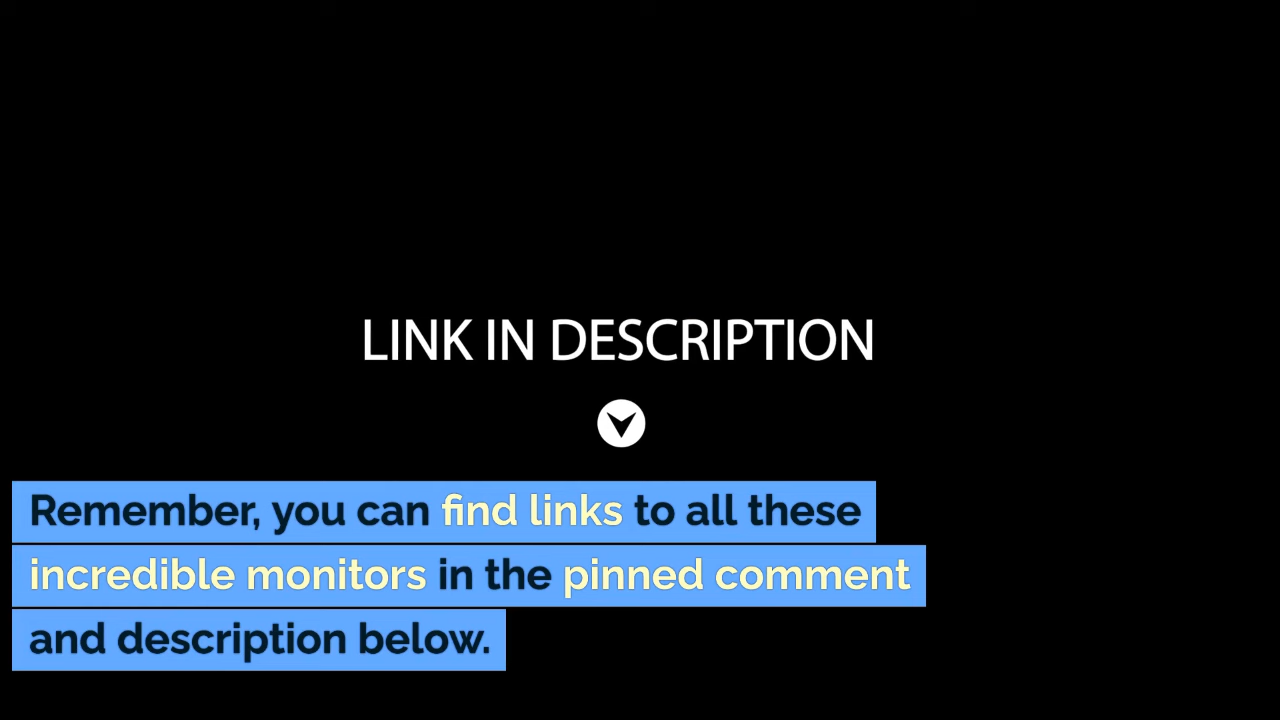 LINK IN DESCRIPTION
Remember, you can find links to all these
incredible monitors in the pinned comment
and description below.